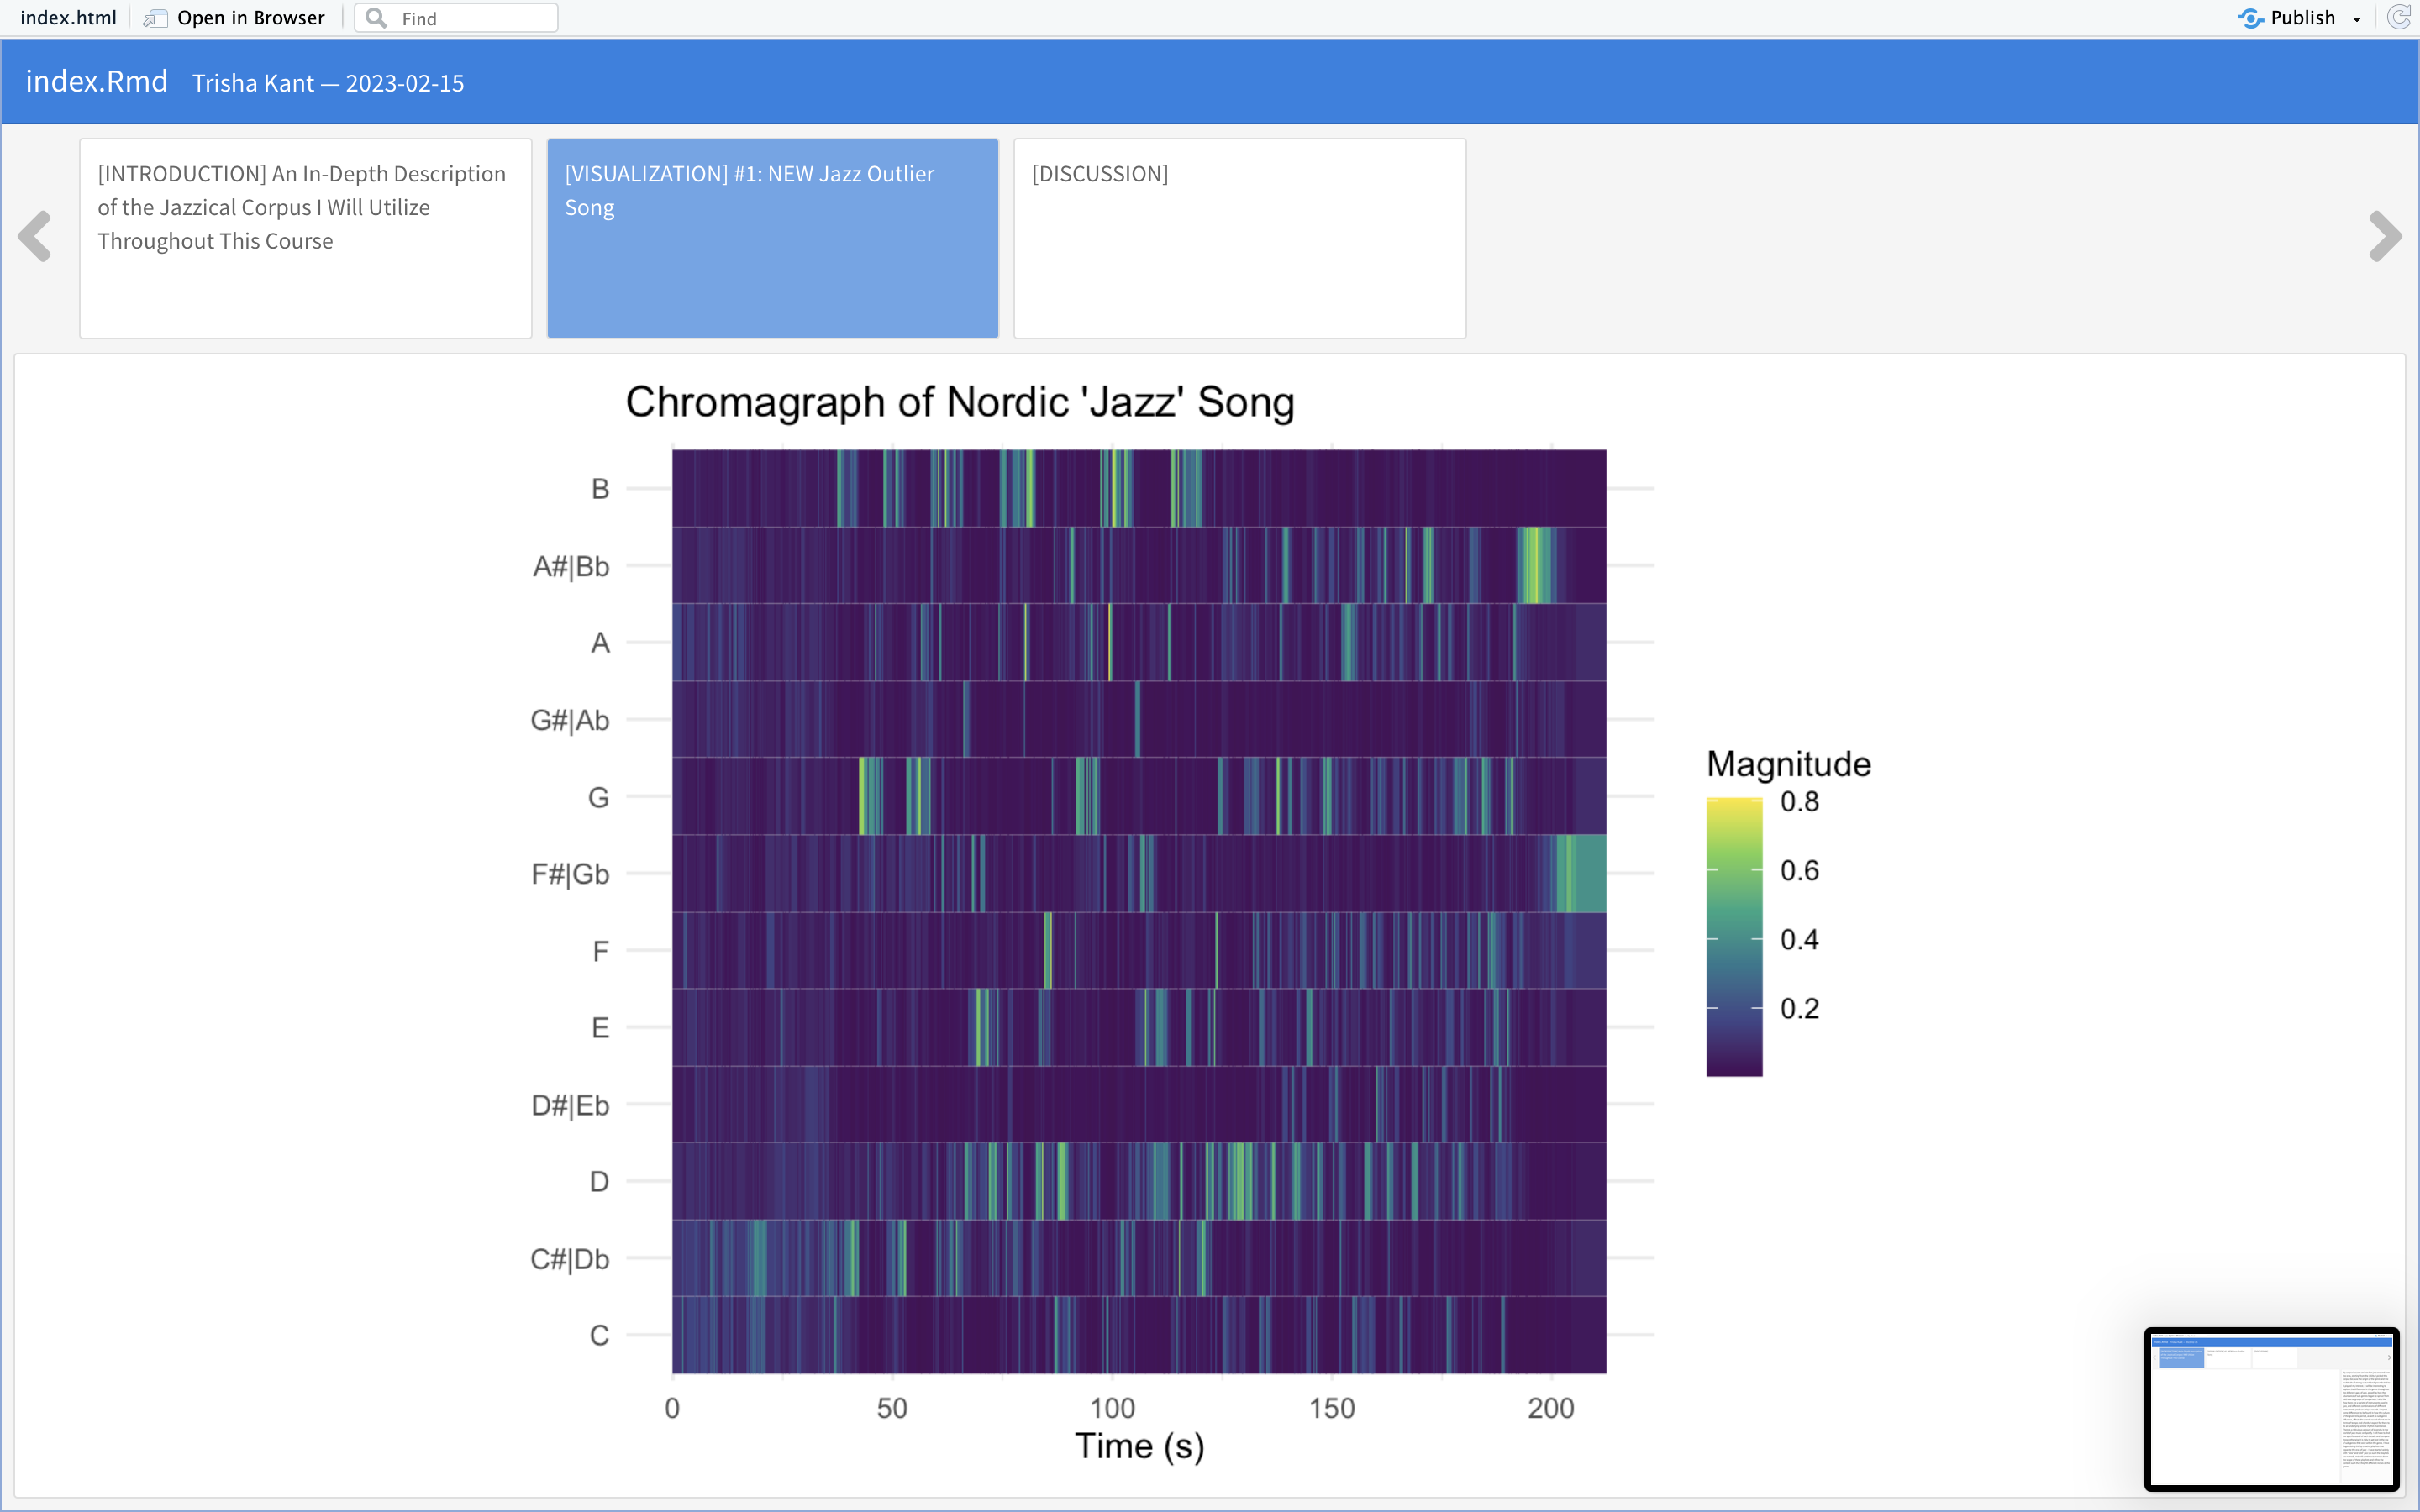 index.html
Open in Browser
Find
Publish
index.Rmd Trisha Kant — 2023-02-15
[INTRODUCTION] An In-Depth Description
of the Jazzical Corpus I Will Utilize
Throughout This Course
[VISUALIZATION] #1: NEW Jazz Outlier
Song
[DISCUSSION]
Chromagraph of Nordic 'Jazz' Song
B
A#|Bb
A
G#|Ab
G
F#|Gb
F
E
D#|Eb
D
C#|Db
C
0 50 100 150 200
Time (s)
Magnitude
0.8
0.6
0.4
0.2